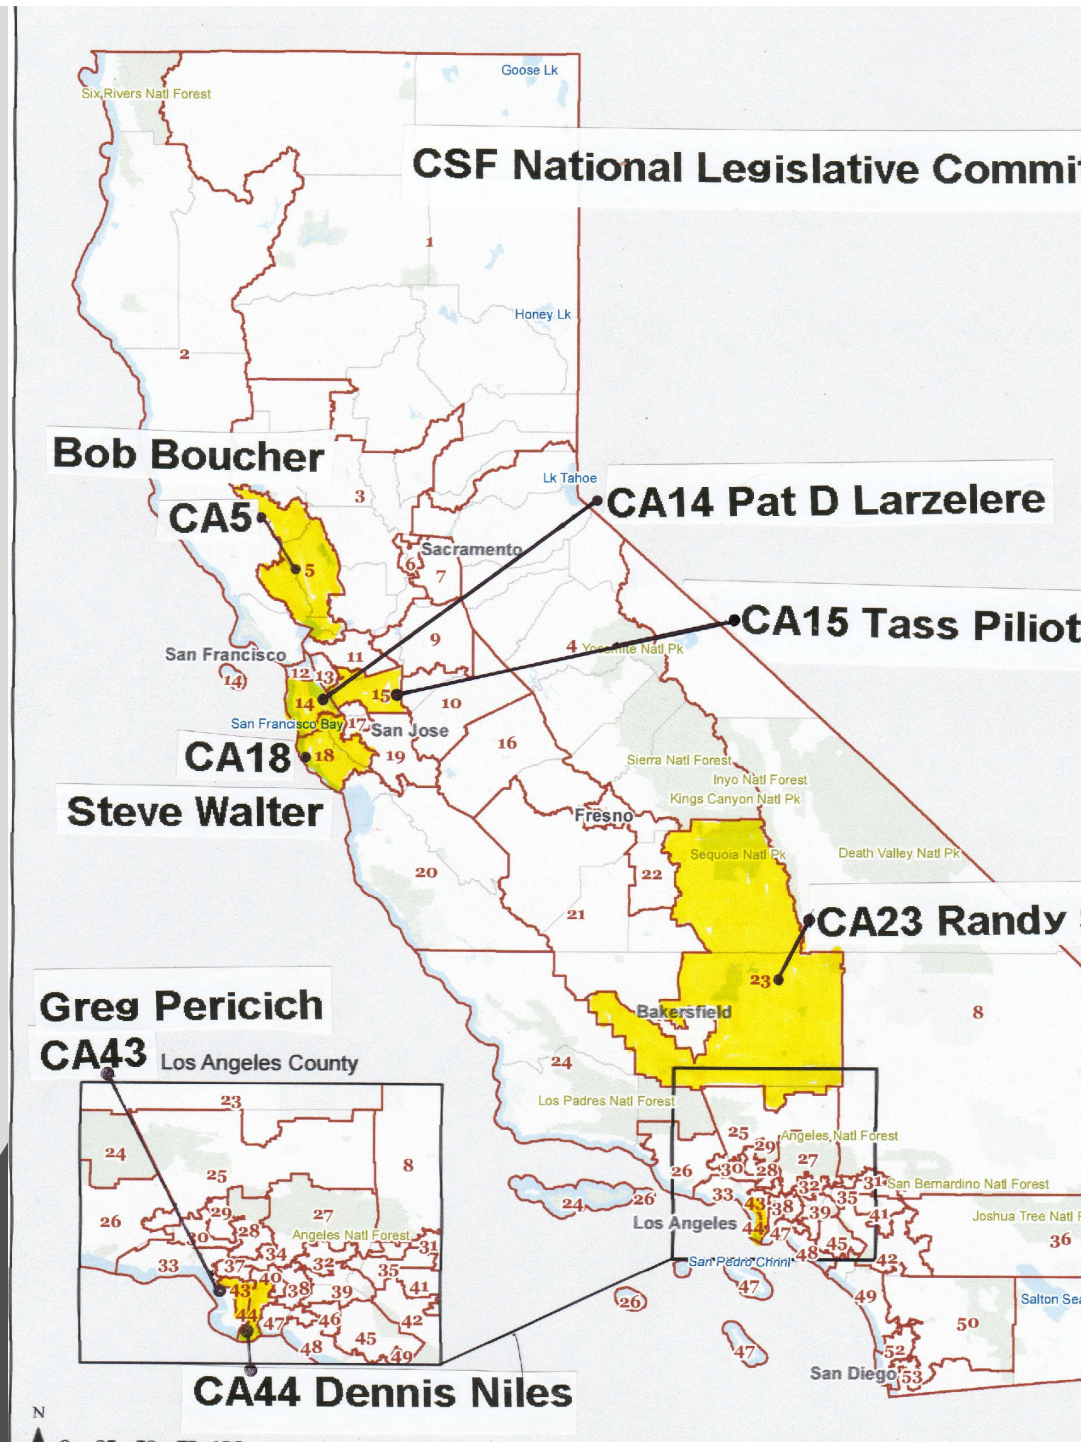 Goose Lk
Six Rivers Natl Forest
CSF National Legislative Commit
1
Honey Lk
2
Bob Boucher
Lk Tahoe
3
CA14 Pat D Larzelere
CA5
Sacramento
5
6
7
CA15 Tass Piliot
9
4
Yosemite Natl Pk
San Francisco
11
14
12
13
15
14
10
San Francisco Bay
17
San Jose
16
CA18
18
19
Sierra Natl Forest
Inyo Natl Forest
Kings Canyon Natl Pk
Steve Walter
Fresno
Sequoia Natl Pk
Death Valley Natl Pk
20
22
21
CA23 Randy
23
Greg Pericich
Bakersfield
8
CA43
Los Angeles County
24
Los Padres Natl Forest
23
25
Angeles Natl Forest
24
29
27
25
8
26
30
28
32
31
San Bernardino Natl Forest
33
35
24
26
43
38
39
41
Joshua Tree Natl
29
27
26
28
Los Angeles
44
47
45
36
30
Angeles Natl Forest
34
31
48
42
33
37
32
35
San Pedro Chnnl
40
43
38
39
41
47
49
Salton Sea
26
44
47
46
42
50
45
48
49
47
52
San Diego
53
CA44 Dennis Niles
N